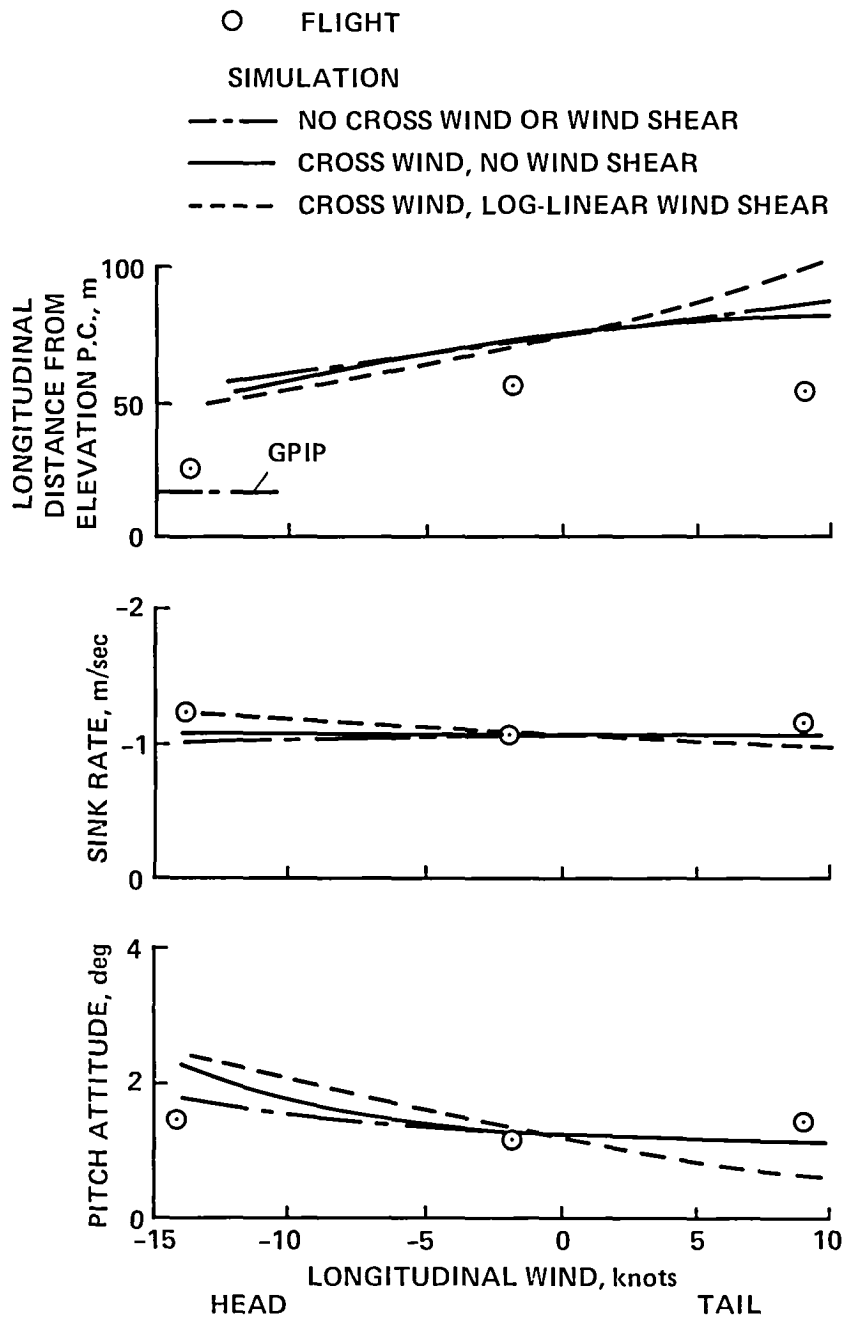 FLIGHT
SIMULATION
NO CROSS WIND OR WIND SHEAR
CROSS WIND, NO WIND SHEAR
CROSS WIND, LOG-LINEAR WIND SHEAR
LONGITUDINAL
DISTANCE FROM
ELEVATION P.C., m
100
50
0
GPIP
SINK RATE, m/sec
-2
-1
0
PITCH ATTITUDE, deg
4
2
0
-15 -10 -5 0 5 10
LONGITUDINAL WIND, knots
HEAD TAIL